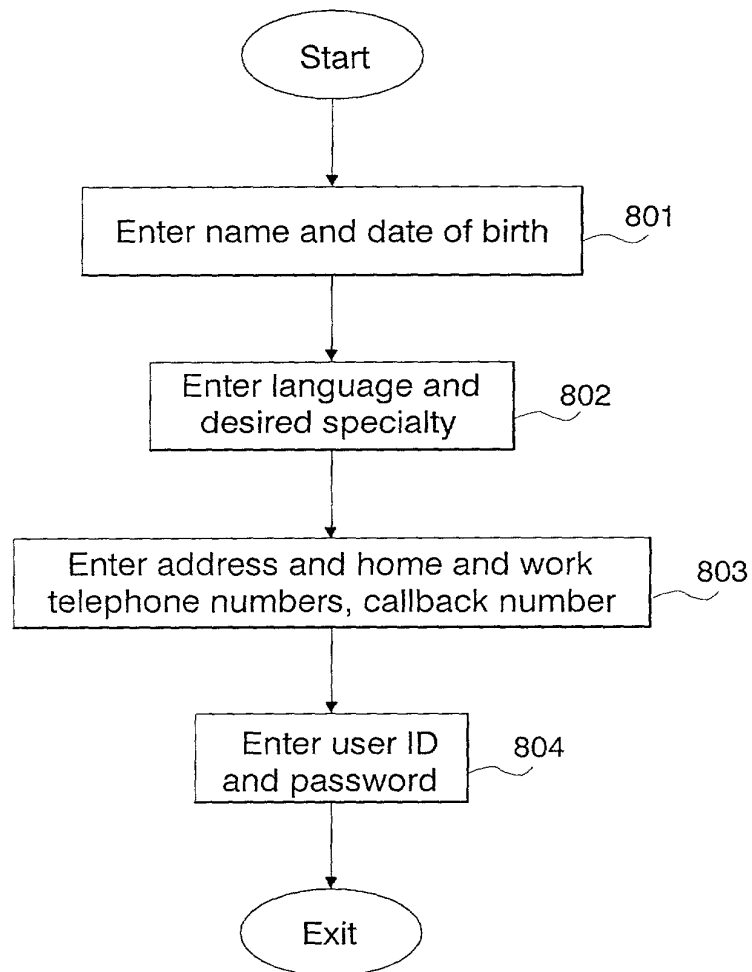 Start
Enter name and date of birth
801
Enter language and
desired specialty
802
Enter address and home and work
telephone numbers, callback number
803
Enter user ID
and password
804
Exit